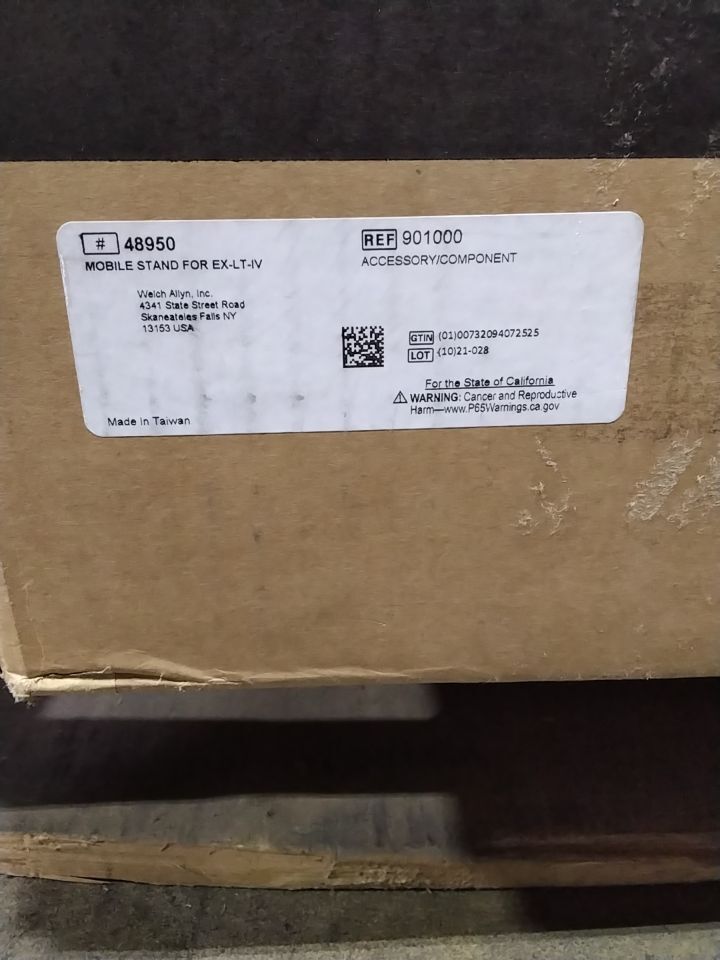 # 48950
MOBILE STAND FOR EX-LT-IV
REF 901000
ACCESSORY/COMPONENT
Welch Allyn, Inc.
4341 State Street Road
Skaneateles Falls NY
13153 USA
GTIN (01)00732094072525
LOT (10)21-028
For the State of California
⚠ WARNING: Cancer and Reproductive
Harm—www.P65Warnings.ca.gov
Made in Taiwan